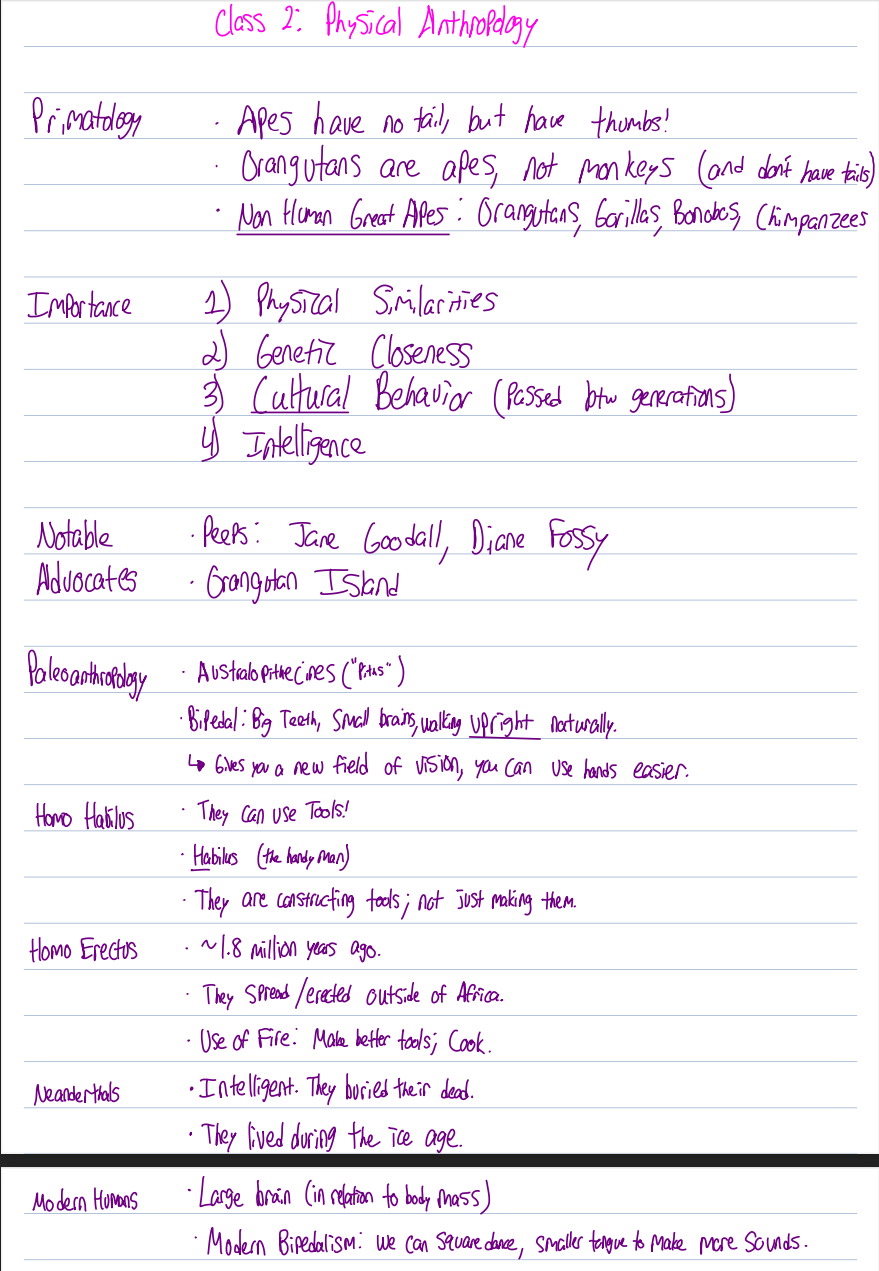 Class 2: Physical Anthropology
Primatology · Apes have no tail, but have thumbs!
· Orangutans are apes, not monkeys (and don't have tails)
· Non Human Great Apes: Orangutans, Gorillas, Bonobos, Chimpanzees
Importance 1) Physical Similarities
2) Genetic Closeness
3) Cultural Behavior (Passed btw generations)
4) Intelligence
Notable · Peeps: Jane Goodall, Diane Fossy
Advocates · Orangutan Island
Paleoanthropology · Australopithecines ("Piths")
· Bipedal: Big Teeth, Small brains, walking upright naturally.
↳ Gives you a new field of vision, you can use hands easier.
Homo Habilus · They can use Tools!
· Habilus (the handy man)
· They are constructing tools; not just making them.
Homo Erectus · ~1.8 million years ago.
· They Spread/erected outside of Africa.
· Use of Fire: Make better tools; Cook.
Neanderthals · Intelligent. They buried their dead.
· They lived during the ice age.
Modern Humans · Large brain (in relation to body mass)
· Modern Bipedalism: we can square dance, smaller tongue to make more sounds.